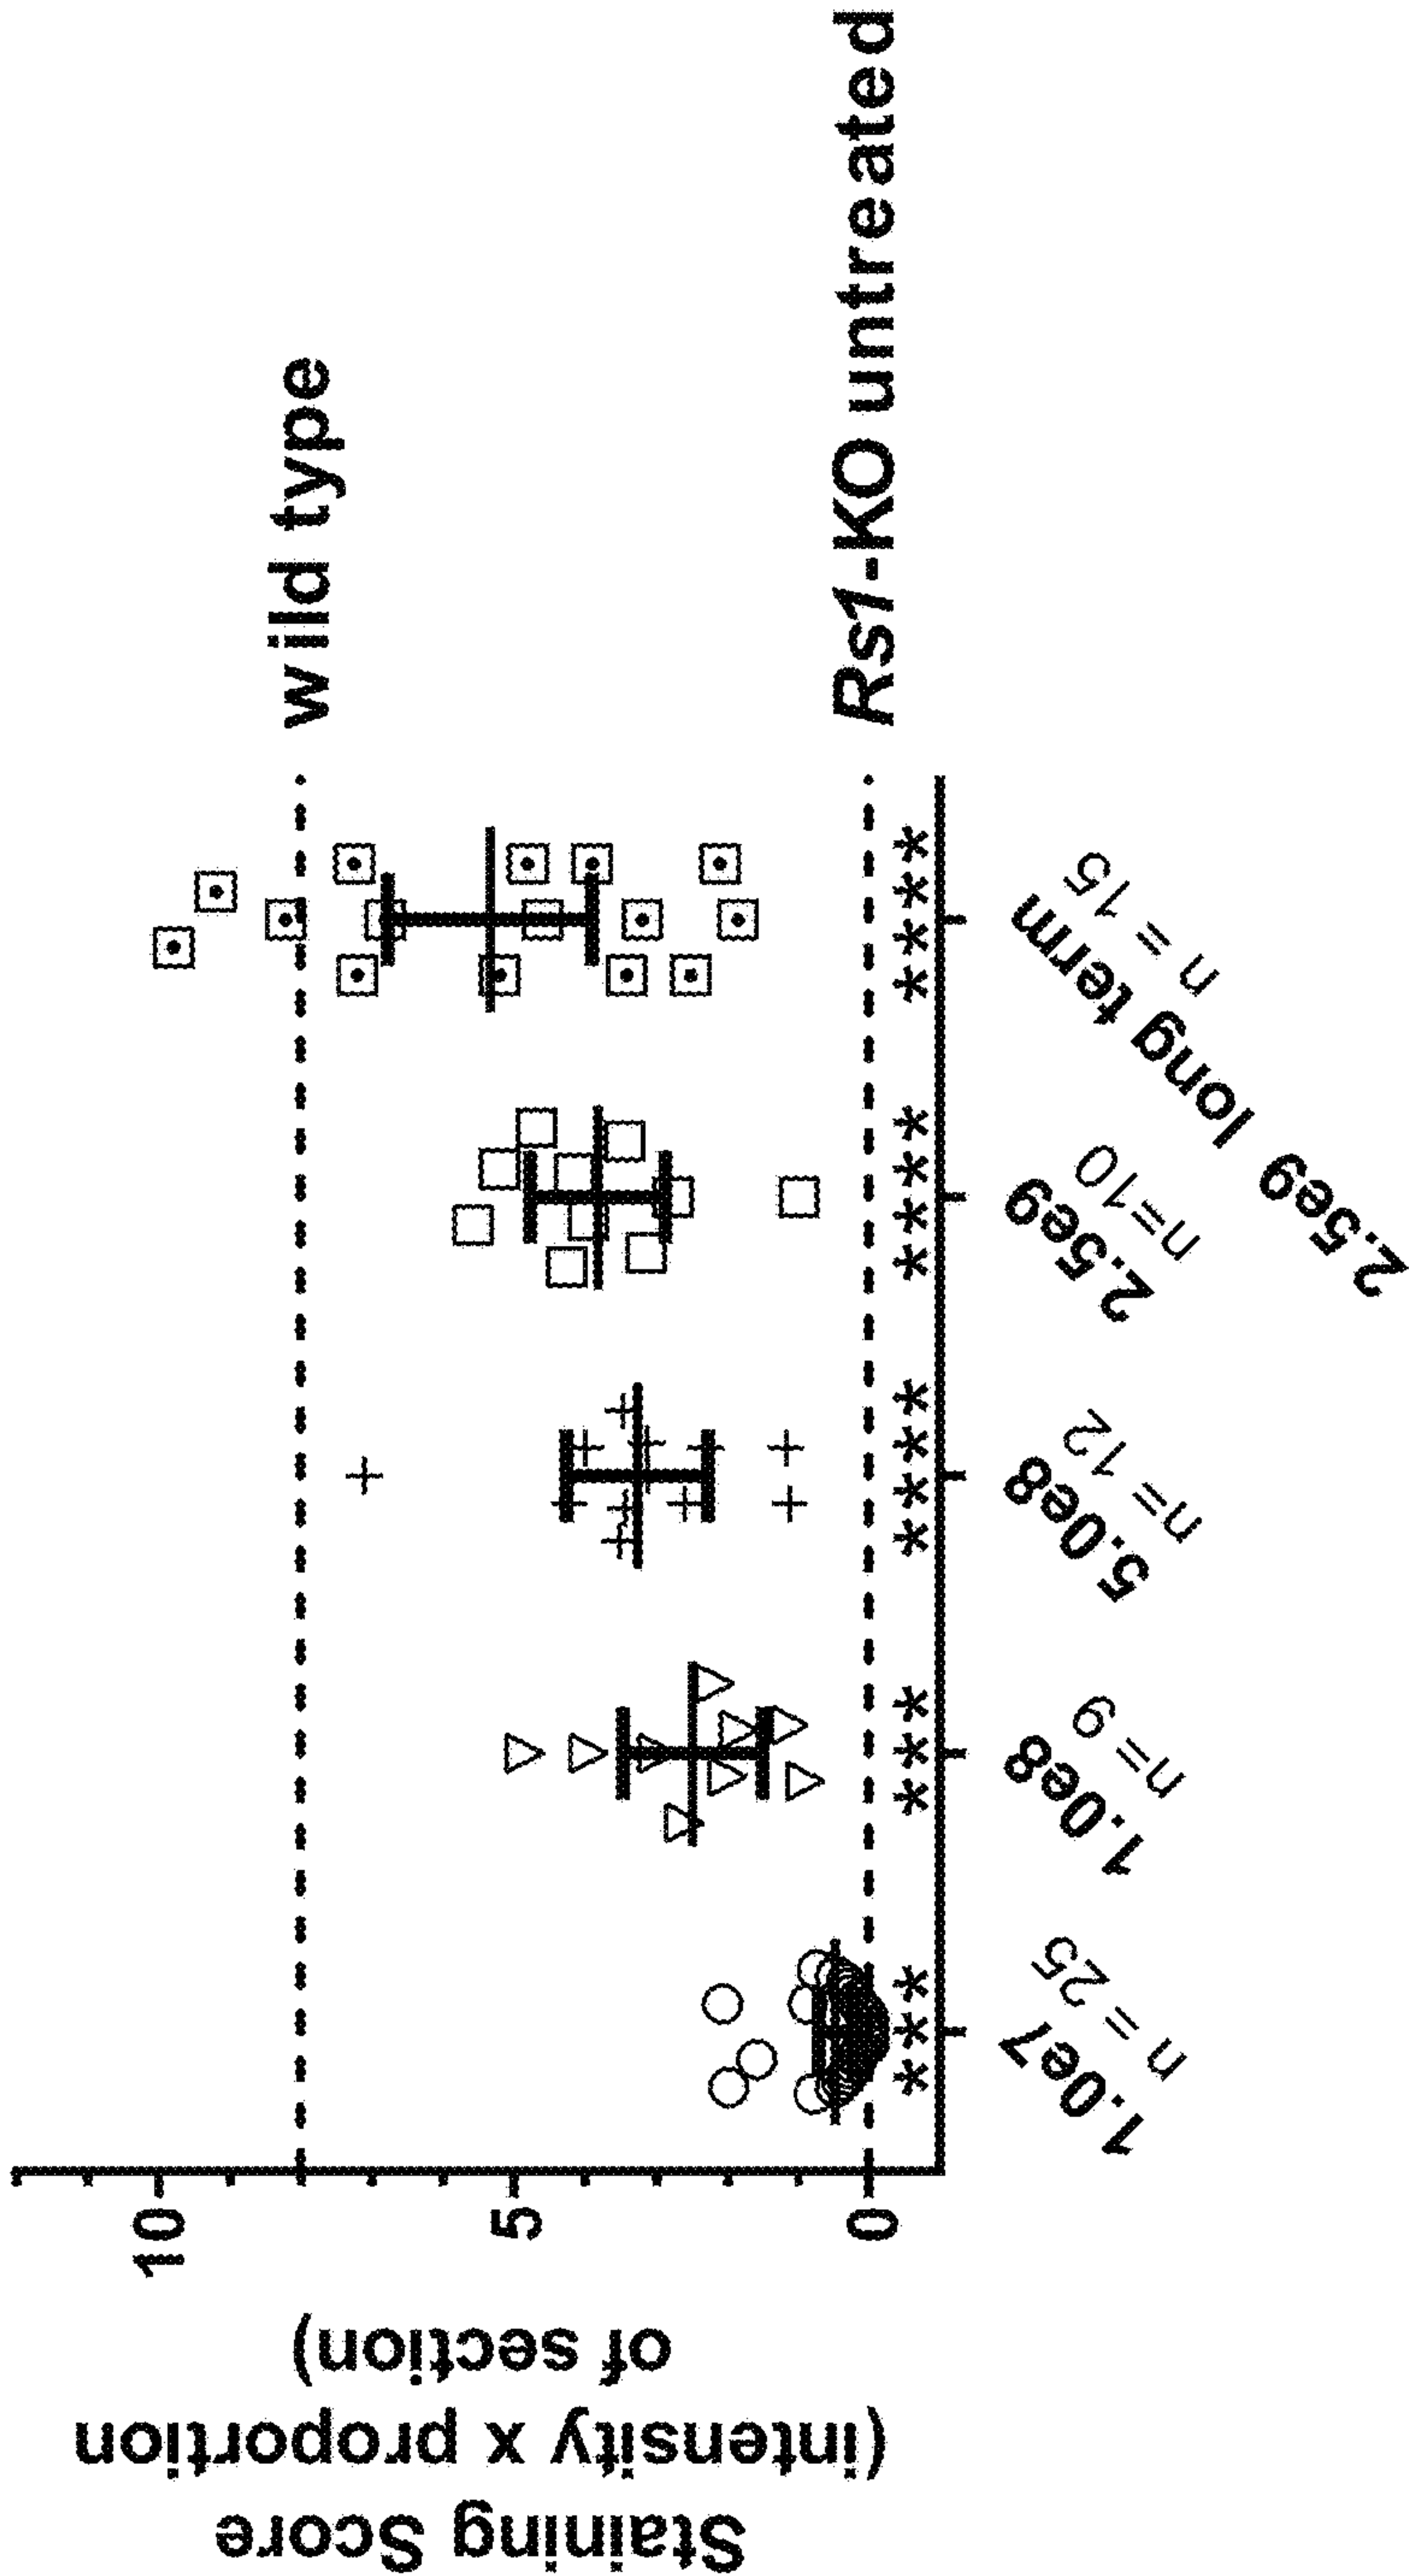 Staining Score
(intensity x proportion
of section)
10
5
0
wild type
Rs1-KO untreated
***
***
****
****
****
1.0e7
n = 25
1.0e8
n= 9
5.0e8
n= 12
2.5e9
n=10
2.5e9 long term
n = 15